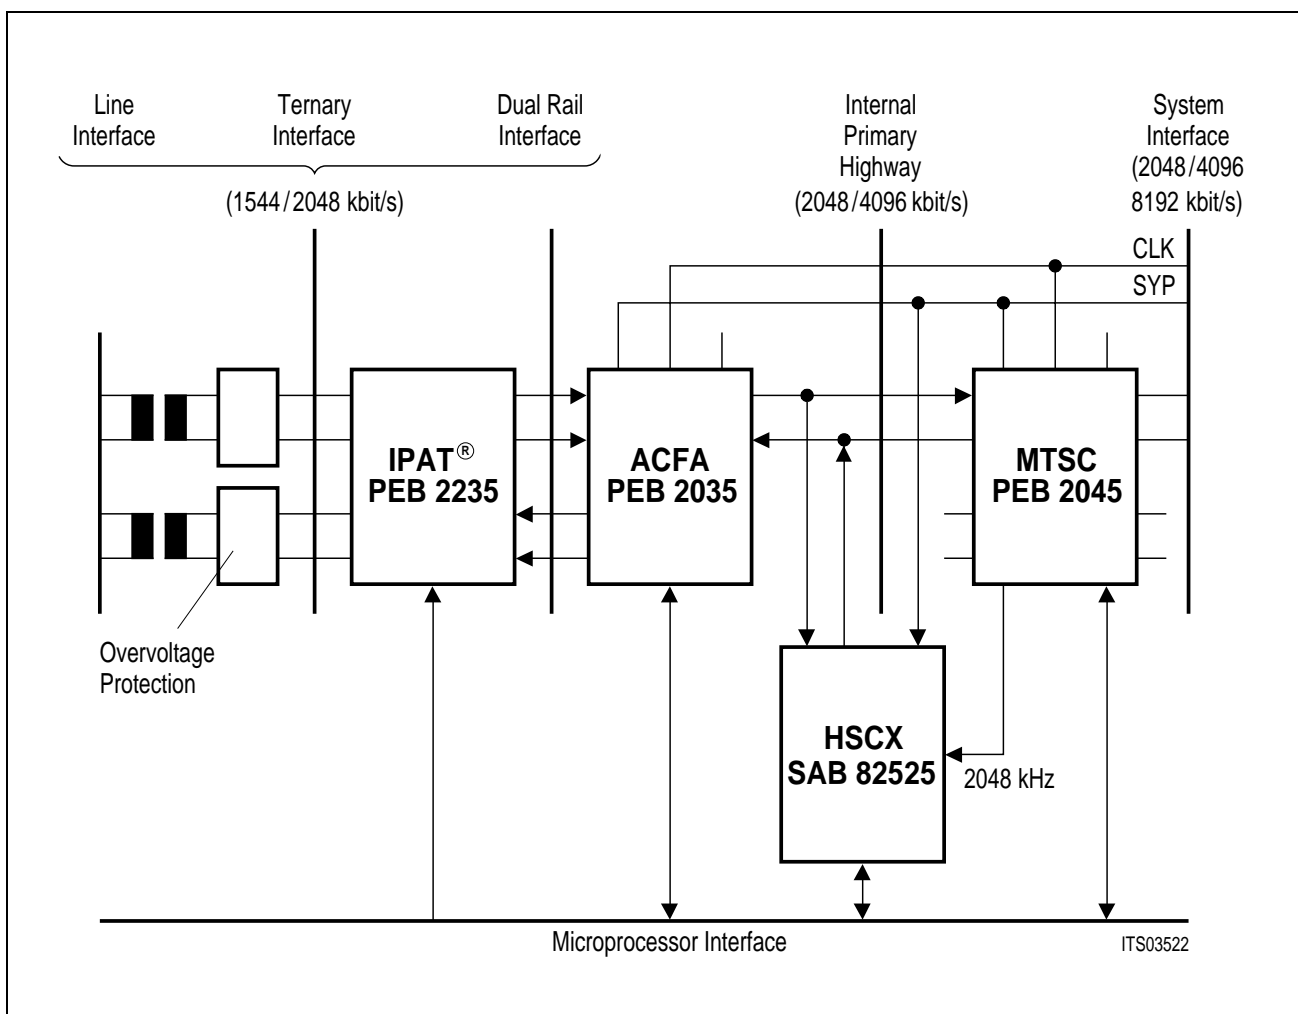 Line
Interface
Ternary
Interface
Dual Rail
Interface
(1544/2048 kbit/s)
Internal
Primary
Highway
(2048/4096 kbit/s)
System
Interface
(2048/4096
8192 kbit/s)
CLK
SYP
IPAT®
PEB 2235
ACFA
PEB 2035
MTSC
PEB 2045
Overvoltage
Protection
HSCX
SAB 82525
2048 kHz
Microprocessor Interface
ITS03522